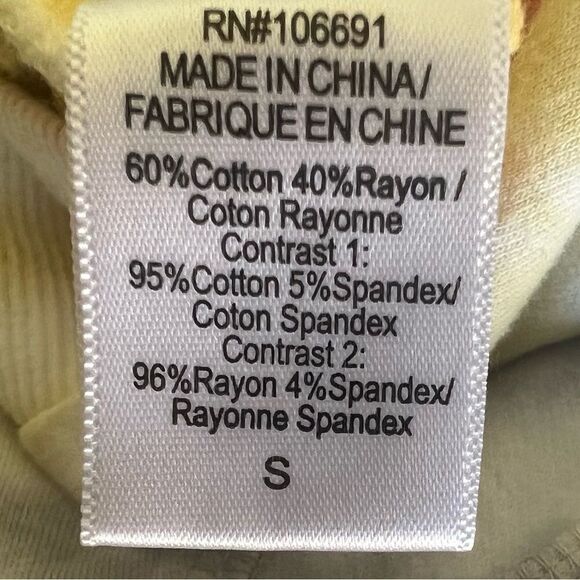 RN#106691
MADE IN CHINA/
FABRIQUE EN CHINE
60%Cotton 40%Rayon /
Coton Rayonne
Contrast 1:
95%Cotton 5%Spandex/
Coton Spandex
Contrast 2:
96%Rayon 4%Spandex/
Rayonne Spandex
S